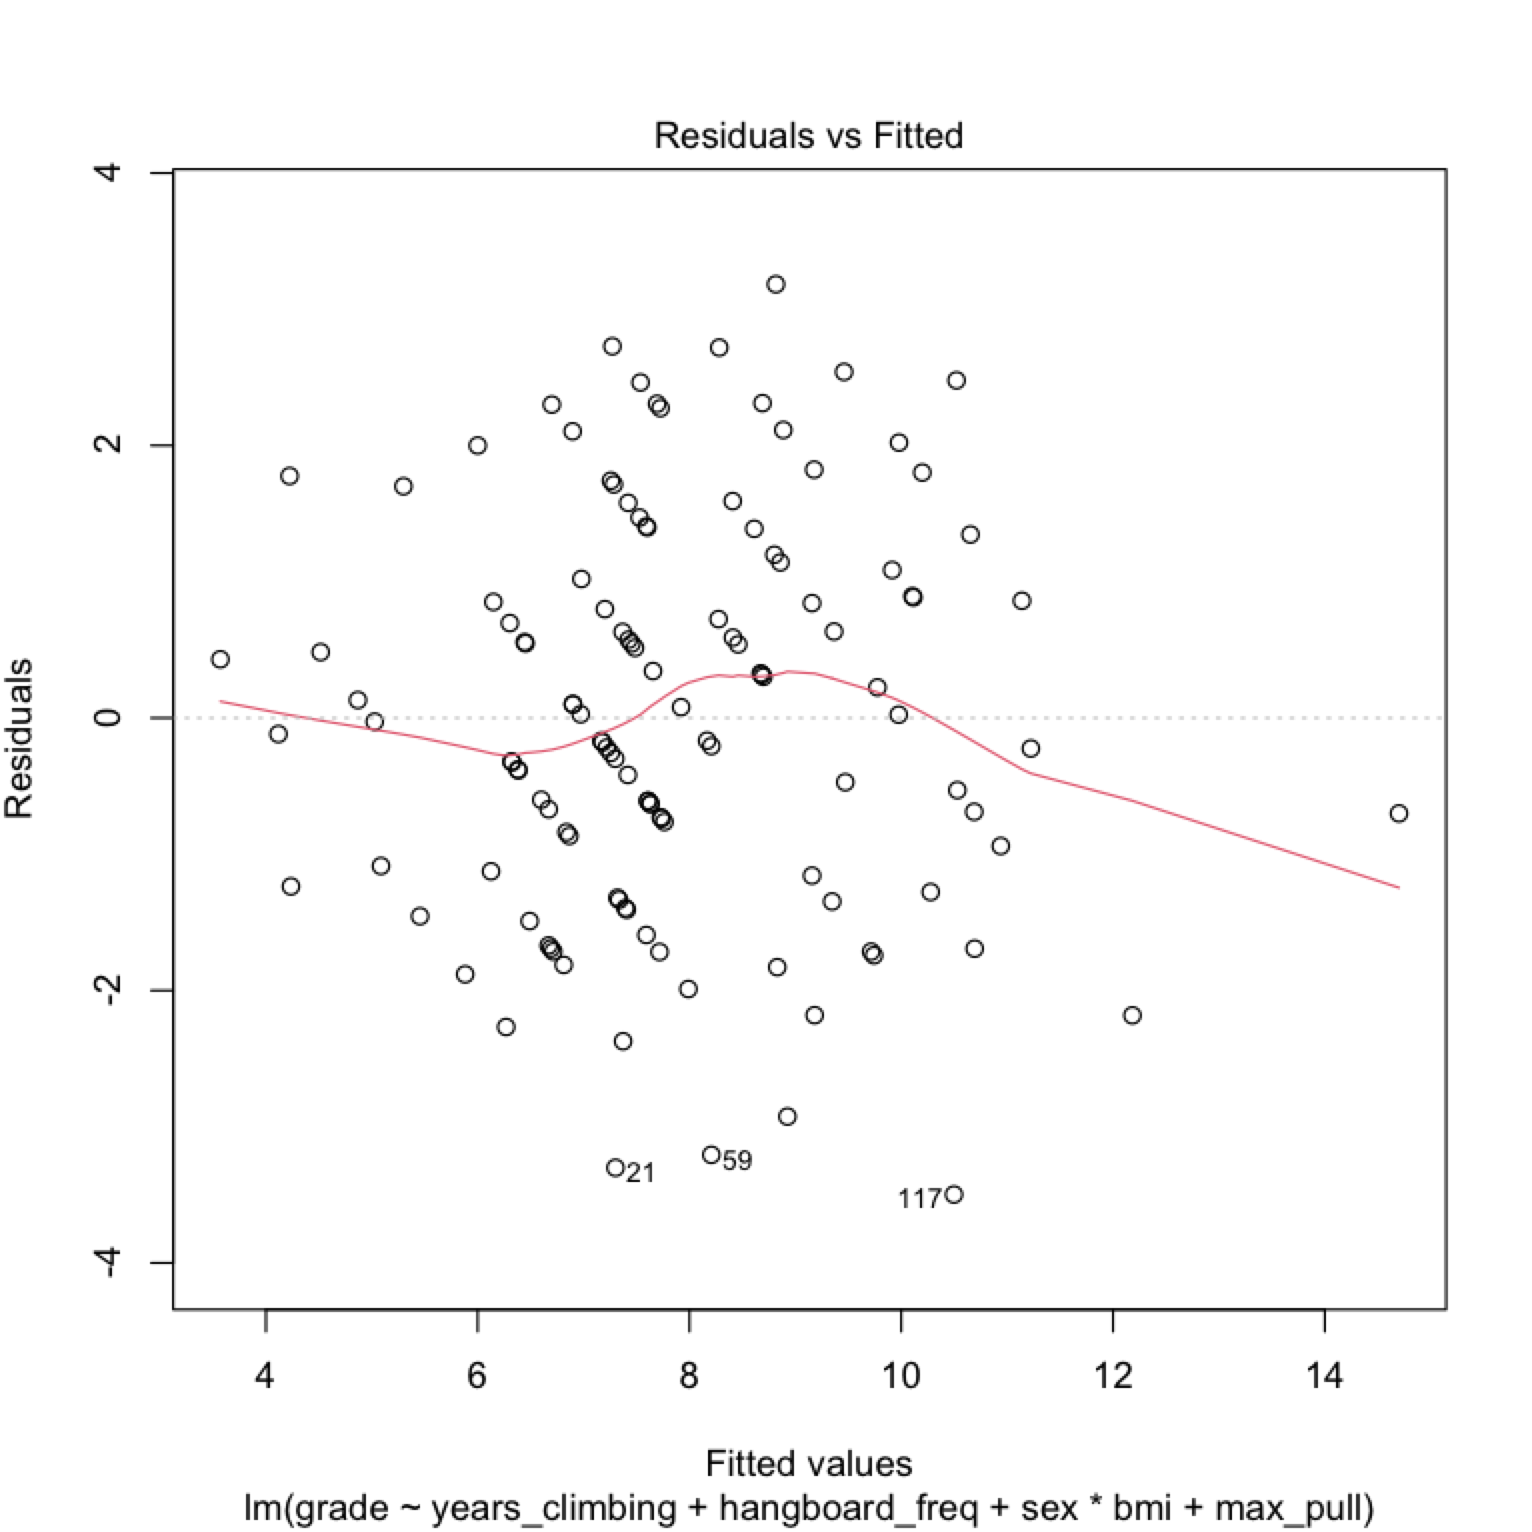 Residuals vs Fitted
4
2
0
-2
-4
Residuals
21
59
117
4 6 8 10 12 14
Fitted values
lm(grade ~ years_climbing + hangboard_freq + sex * bmi + max_pull)